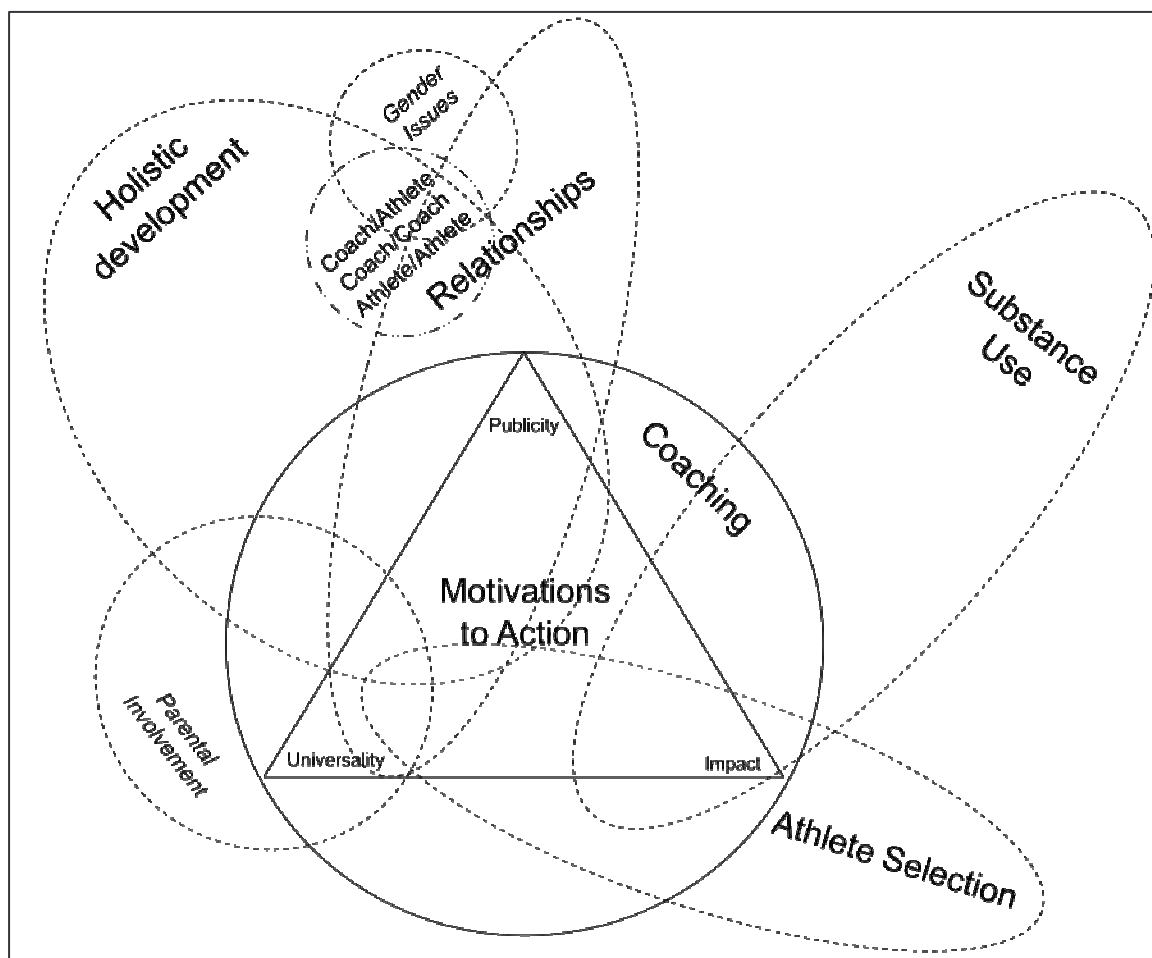 Gender
Issues
Holistic
development
Coach/Athlete
Coach/Coach
Athlete/Athlete
Relationships
Substance
Use
Publicity
Coaching
Motivations
to Action
Parental
Involvement
Universality
Impact
Athlete Selection